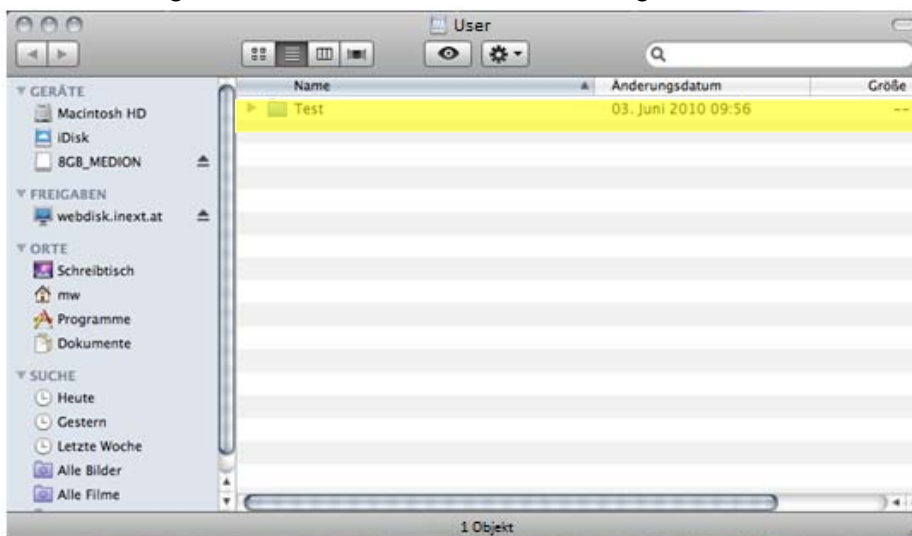 User
Name Änderungsdatum Größe
GERÄTE
Macintosh HD
iDisk
8GB_MEDION
FREIGABEN
webdisk.inext.at
ORTE
Schreibtisch
mw
Programme
Dokumente
SUCHE
Heute
Gestern
Letzte Woche
Alle Bilder
Alle Filme
Test 03. Juni 2010 09:56 --
1 Objekt